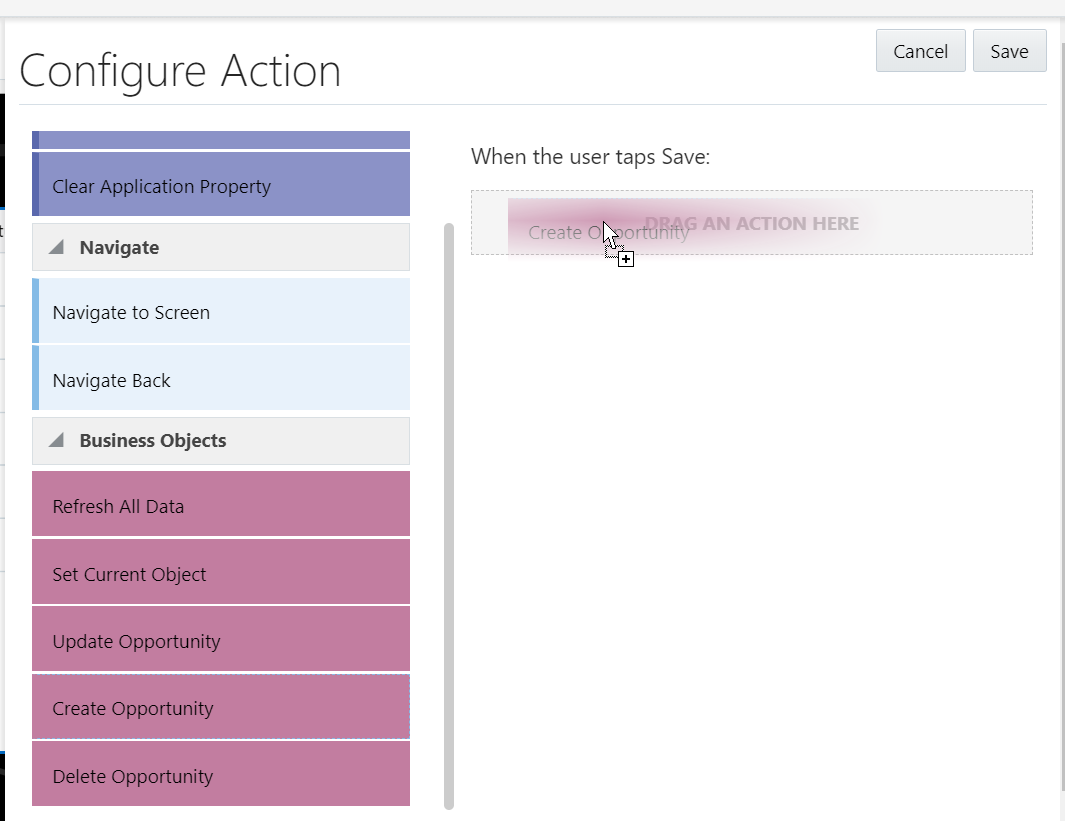 Configure Action
Cancel
Save
Clear Application Property
Navigate
Navigate to Screen
Navigate Back
Business Objects
Refresh All Data
Set Current Object
Update Opportunity
Create Opportunity
Delete Opportunity
When the user taps Save:
DRAG AN ACTION HERE
Create Opportunity